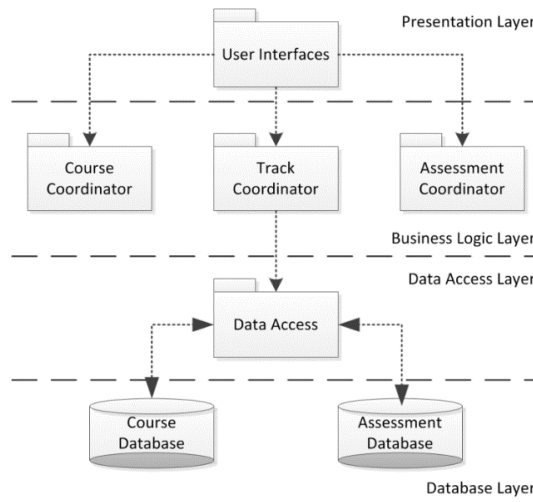 Presentation Layer
User Interfaces
Course
Coordinator
Track
Coordinator
Assessment
Coordinator
Business Logic Layer
Data Access Layer
Data Access
Course
Database
Assessment
Database
Database Layer